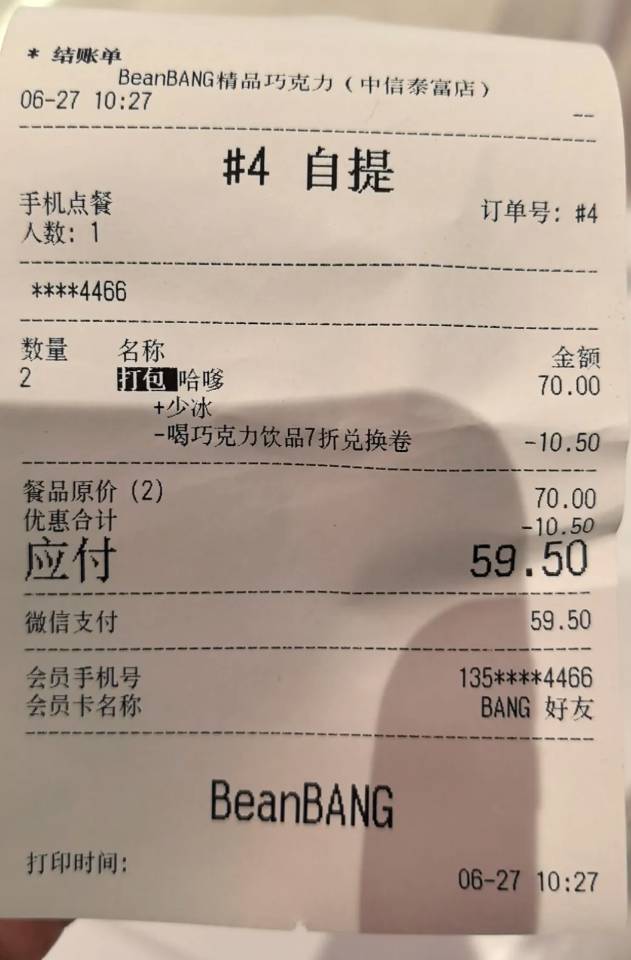 * 结账单
BeanBANG精品巧克力（中信泰富店）
06-27 10:27
--
#4 自提
手机点餐 订单号: #4
人数: 1
****4466
数量 名称 金额
2 打包 哈嗲 70.00
+少冰
-喝巧克力饮品7折兑换卷 -10.50
餐品原价 (2) 70.00
优惠合计 -10.50
应付 59.50
微信支付 59.50
会员手机号 135****4466
会员卡名称 BANG 好友
BeanBANG
打印时间: 06-27 10:27